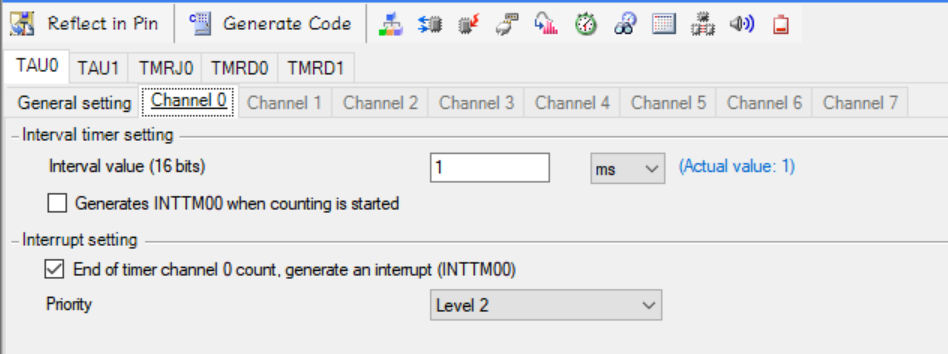 Reflect in Pin Generate Code
TAU0 TAU1 TMRJ0 TMRD0 TMRD1
General setting Channel 0 Channel 1 Channel 2 Channel 3 Channel 4 Channel 5 Channel 6 Channel 7
Interval timer setting
Interval value (16 bits) 1 ms (Actual value: 1)
Generates INTTM00 when counting is started
Interrupt setting
End of timer channel 0 count, generate an interrupt (INTTM00)
Priority Level 2